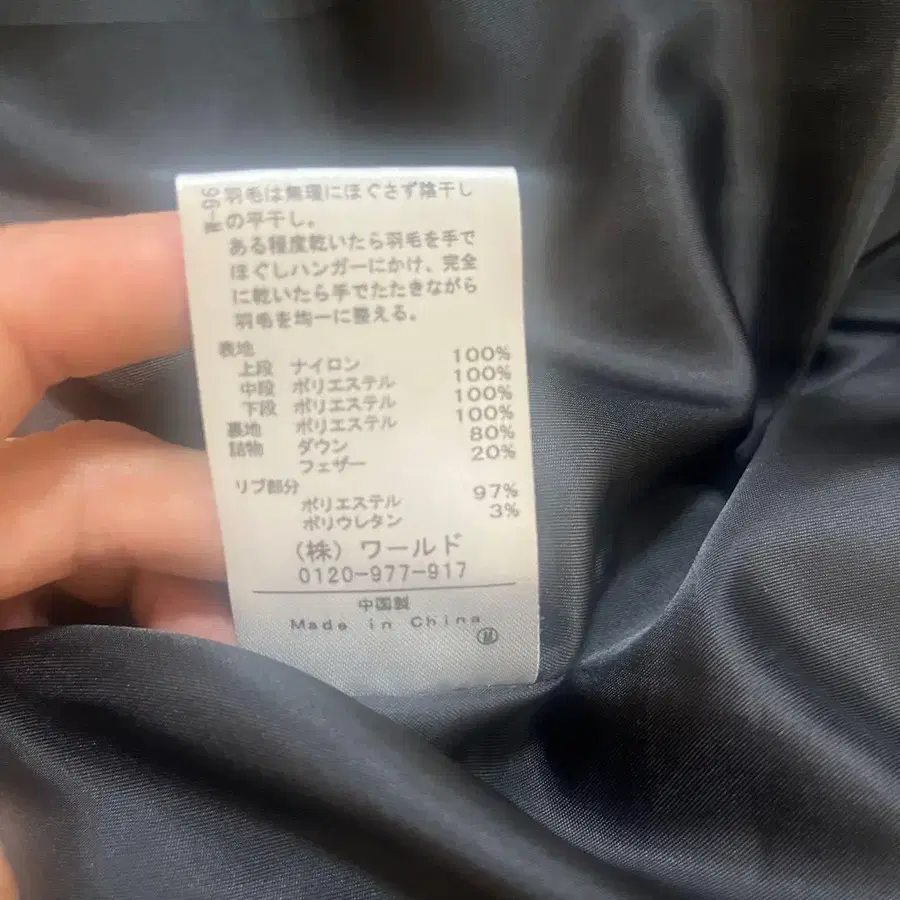 羽毛は無理にほぐさず陰干し
の平干し。
ある程度乾いたら羽毛を手で
ほぐしハンガーにかけ、完全
に乾いたら手でたたきながら
羽毛を均一に整える。
表地
上段 ナイロン 100%
中段 ポリエステル 100%
下段 ポリエステル 100%
裏地 ポリエステル 100%
詰物 ダウン 80%
フェザー 20%
リブ部分
ポリエステル 97%
ポリウレタン 3%
(株) ワールド
0120-977-917
中国製
Made in China
M